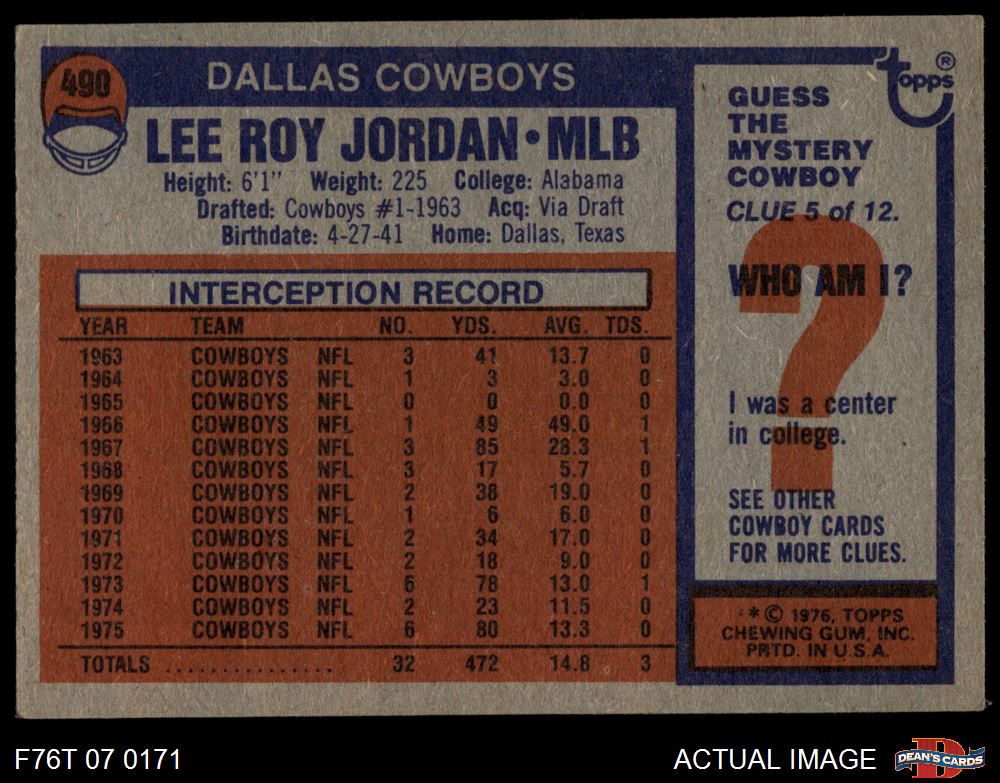 490
DALLAS COWBOYS
LEE ROY JORDAN • MLB
Height: 6'1" Weight: 225 College: Alabama
Drafted: Cowboys #1-1963 Acq: Via Draft
Birthdate: 4-27-41 Home: Dallas, Texas
INTERCEPTION RECORD
YEAR TEAM NO. YDS. AVG. TDS.
1963 COWBOYS NFL 3 41 13.7 0
1964 COWBOYS NFL 1 3 3.0 0
1965 COWBOYS NFL 0 0 0.0 0
1966 COWBOYS NFL 1 49 49.0 1
1967 COWBOYS NFL 3 85 28.3 1
1968 COWBOYS NFL 3 17 5.7 0
1969 COWBOYS NFL 2 38 19.0 0
1970 COWBOYS NFL 1 6 6.0 0
1971 COWBOYS NFL 2 34 17.0 0
1972 COWBOYS NFL 2 18 9.0 0
1973 COWBOYS NFL 6 78 13.0 1
1974 COWBOYS NFL 2 23 11.5 0
1975 COWBOYS NFL 6 80 13.3 0
TOTALS ............... 32 472 14.8 3
Topps ®
GUESS
THE
MYSTERY
COWBOY
CLUE 5 of 12.
?
WHO AM I?
I was a center
in college.
SEE OTHER
COWBOY CARDS
FOR MORE CLUES.
* © 1976, TOPPS
CHEWING GUM, INC.
PRTD. IN U.S.A.
F76T 07 0171
ACTUAL IMAGE
D
DEAN'S CARDS